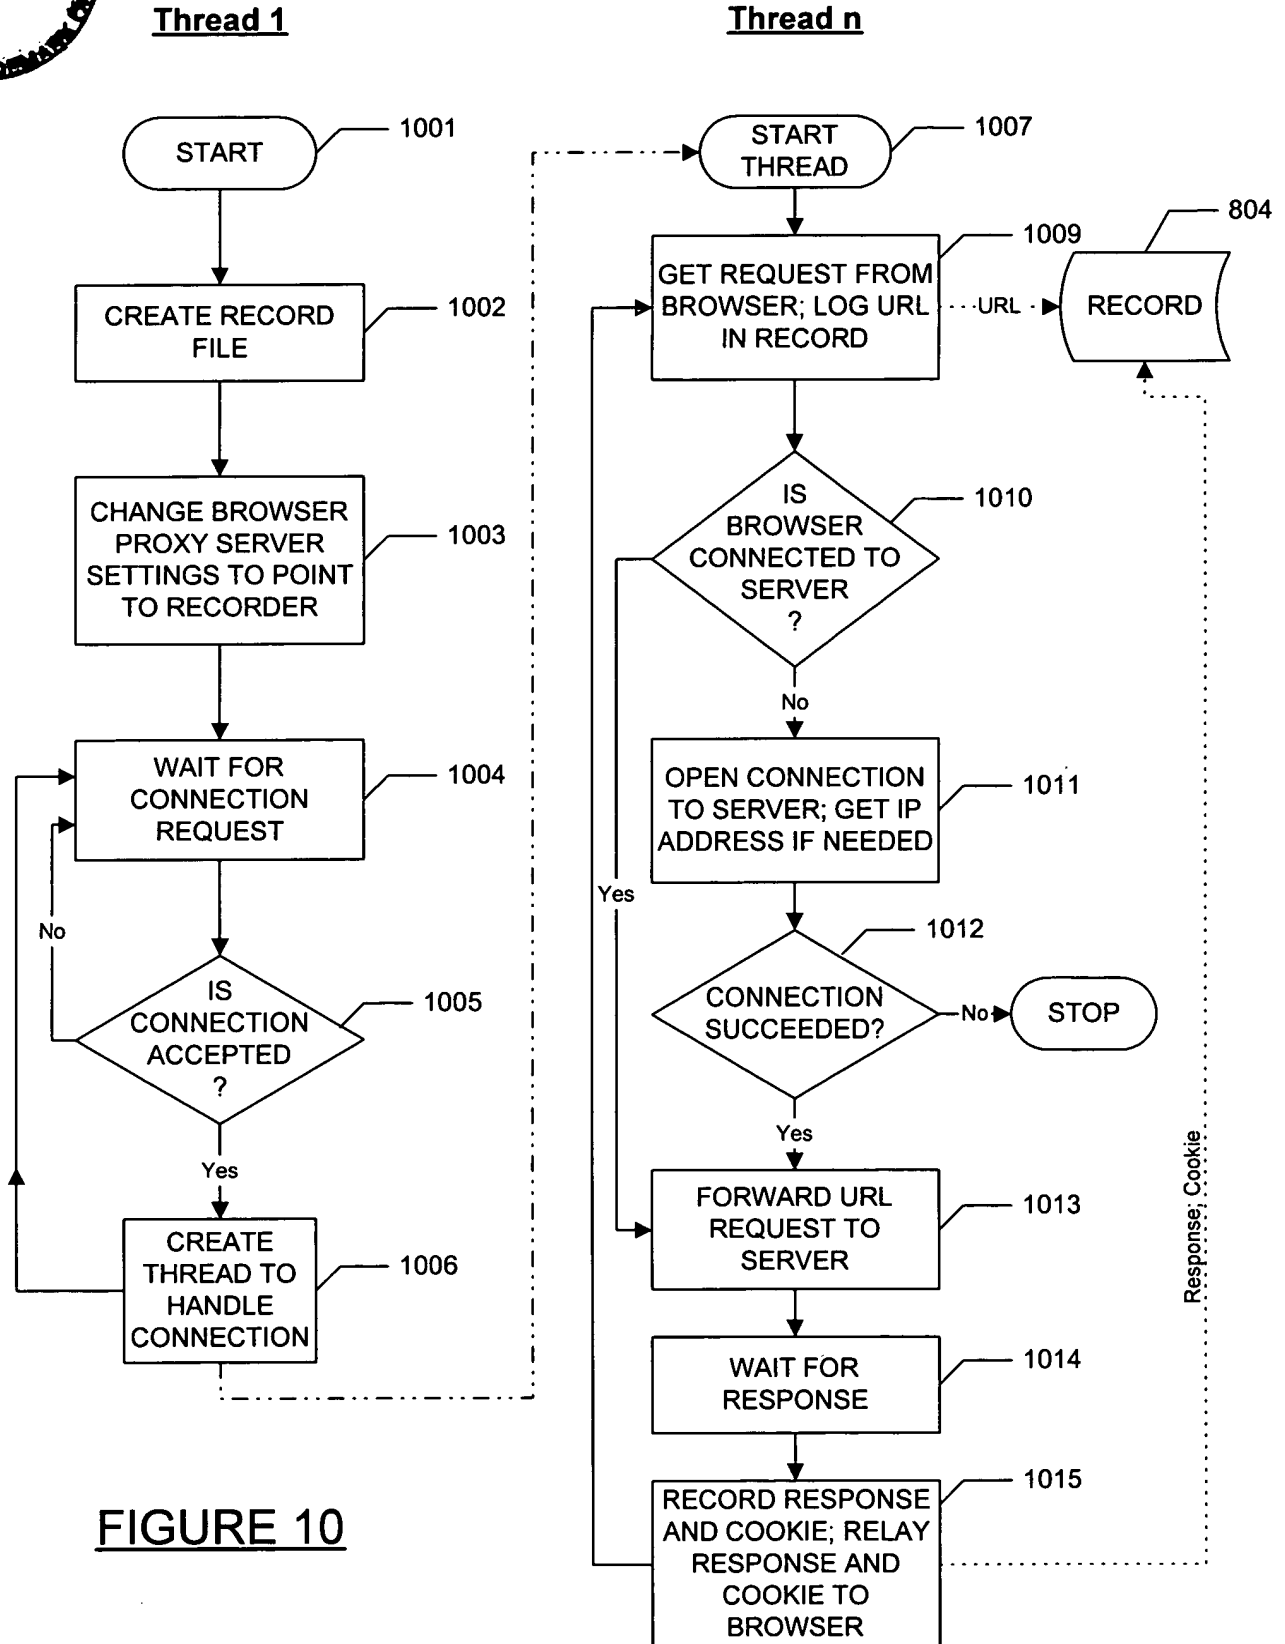 Thread 1
START
1001
CREATE RECORD
FILE
1002
CHANGE BROWSER
PROXY SERVER
SETTINGS TO POINT
TO RECORDER
1003
WAIT FOR
CONNECTION
REQUEST
1004
No
IS
CONNECTION
ACCEPTED
?
1005
Yes
CREATE
THREAD TO
HANDLE
CONNECTION
1006
Thread n
START
THREAD
1007
GET REQUEST FROM
BROWSER; LOG URL
IN RECORD
1009
URL
RECORD
804
IS
BROWSER
CONNECTED TO
SERVER
?
1010
No
Yes
OPEN CONNECTION
TO SERVER; GET IP
ADDRESS IF NEEDED
1011
CONNECTION
SUCCEEDED?
1012
No
STOP
Yes
FORWARD URL
REQUEST TO
SERVER
1013
WAIT FOR
RESPONSE
1014
RECORD RESPONSE
AND COOKIE; RELAY
RESPONSE AND
COOKIE TO
BROWSER
1015
Response; Cookie
FIGURE 10